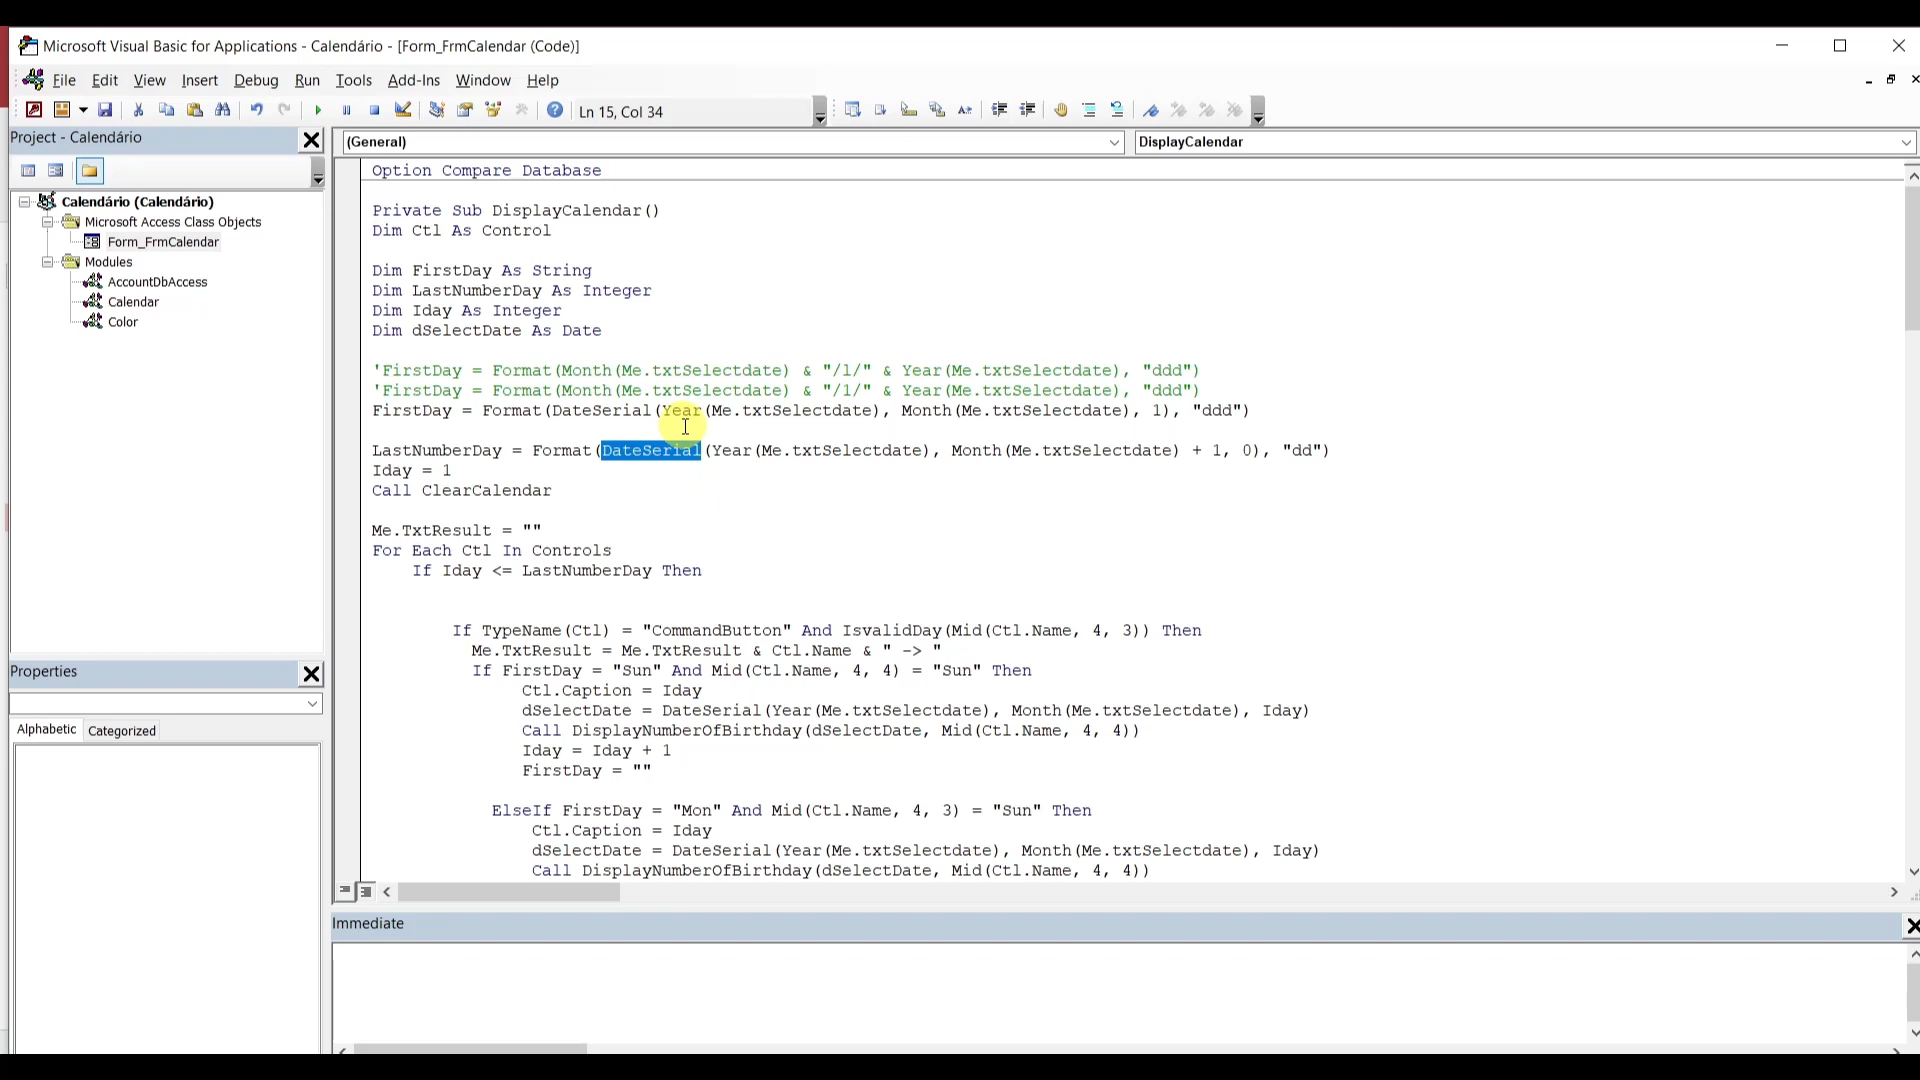 Microsoft Visual Basic for Applications - Calendário - [Form_FrmCalendar (Code)]
File Edit View Insert Debug Run Tools Add-Ins Window Help
Ln 15, Col 34
Project - Calendário
(General)
DisplayCalendar
Calendário (Calendário)
Microsoft Access Class Objects
Form_FrmCalendar
Modules
AccountDbAccess
Calendar
Color
Properties
Alphabetic Categorized
Option Compare Database
Private Sub DisplayCalendar()
Dim Ctl As Control
Dim FirstDay As String
Dim LastNumberDay As Integer
Dim Iday As Integer
Dim dSelectDate As Date
'FirstDay = Format(Month(Me.txtSelectdate) & "/1/" & Year(Me.txtSelectdate), "ddd")
'FirstDay = Format(Month(Me.txtSelectdate) & "/1/" & Year(Me.txtSelectdate), "ddd")
FirstDay = Format(DateSerial(Year(Me.txtSelectdate), Month(Me.txtSelectdate), 1), "ddd")
LastNumberDay = Format(DateSerial(Year(Me.txtSelectdate), Month(Me.txtSelectdate) + 1, 0), "dd")
Iday = 1
Call ClearCalendar
Me.TxtResult = ""
For Each Ctl In Controls
If Iday <= LastNumberDay Then
If TypeName(Ctl) = "CommandButton" And IsvalidDay(Mid(Ctl.Name, 4, 3)) Then
Me.TxtResult = Me.TxtResult & Ctl.Name & " -> "
If FirstDay = "Sun" And Mid(Ctl.Name, 4, 4) = "Sun" Then
Ctl.Caption = Iday
dSelectDate = DateSerial(Year(Me.txtSelectdate), Month(Me.txtSelectdate), Iday)
Call DisplayNumberOfBirthday(dSelectDate, Mid(Ctl.Name, 4, 4))
Iday = Iday + 1
FirstDay = ""
ElseIf FirstDay = "Mon" And Mid(Ctl.Name, 4, 3) = "Sun" Then
Ctl.Caption = Iday
dSelectDate = DateSerial(Year(Me.txtSelectdate), Month(Me.txtSelectdate), Iday)
Call DisplayNumberOfBirthday(dSelectDate, Mid(Ctl.Name, 4, 4))
Immediate